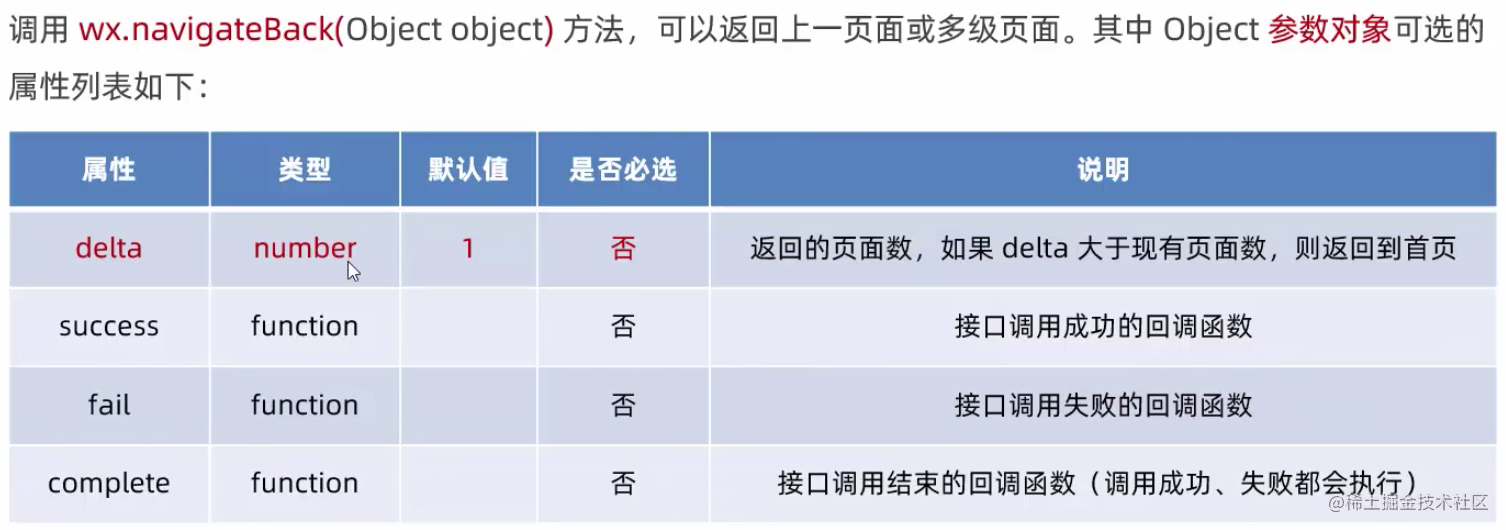 调用 wx.navigateBack(Object object) 方法，可以返回上一页面或多级页面。其中 Object 参数对象可选的
属性列表如下：
属性 类型 默认值 是否必选 说明
delta number 1 否 返回的页面数，如果 delta 大于现有页面数，则返回到首页
success function 否 接口调用成功的回调函数
fail function 否 接口调用失败的回调函数
complete function 否 接口调用结束的回调函数（调用成功、失败都会执行）
@稀土掘金技术社区